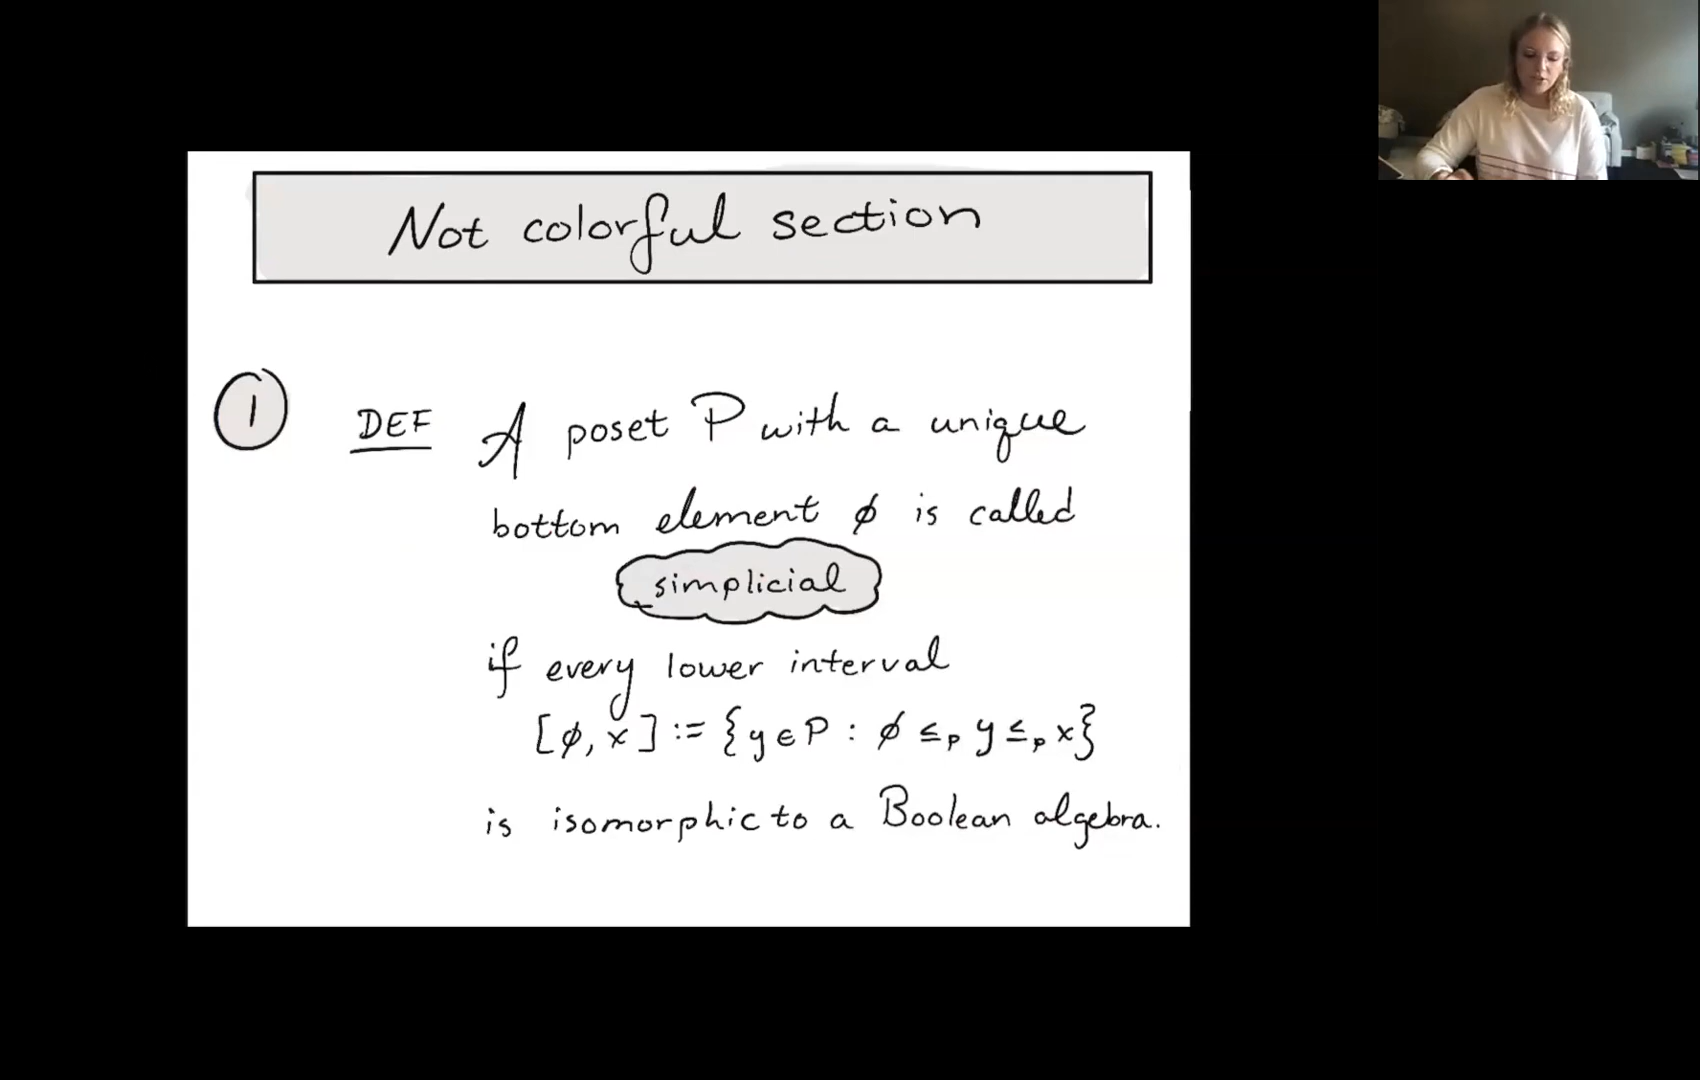 Not colorful section
1
DEF A poset P with a unique
bottom element ϕ is called
simplicial
if every lower interval
[ϕ, x] := {y ∈ P : ϕ ≤ₚ y ≤ₚ x}
is isomorphic to a Boolean algebra.